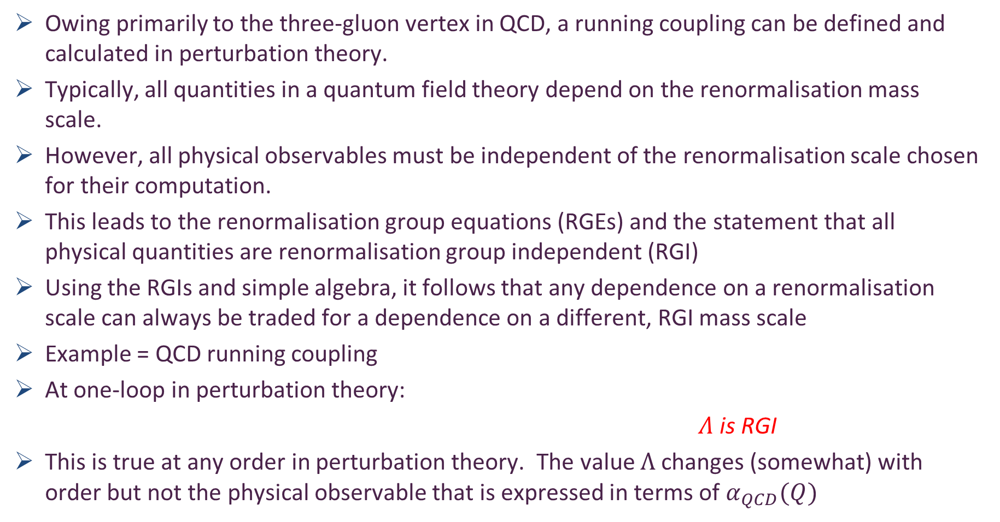 ➢ Owing primarily to the three-gluon vertex in QCD, a running coupling can be defined and
calculated in perturbation theory.
➢ Typically, all quantities in a quantum field theory depend on the renormalisation mass
scale.
➢ However, all physical observables must be independent of the renormalisation scale chosen
for their computation.
➢ This leads to the renormalisation group equations (RGEs) and the statement that all
physical quantities are renormalisation group independent (RGI)
➢ Using the RGIs and simple algebra, it follows that any dependence on a renormalisation
scale can always be traded for a dependence on a different, RGI mass scale
➢ Example = QCD running coupling
➢ At one-loop in perturbation theory:
Λ is RGI
➢ This is true at any order in perturbation theory.  The value Λ changes (somewhat) with
order but not the physical observable that is expressed in terms of α_QCD(Q)